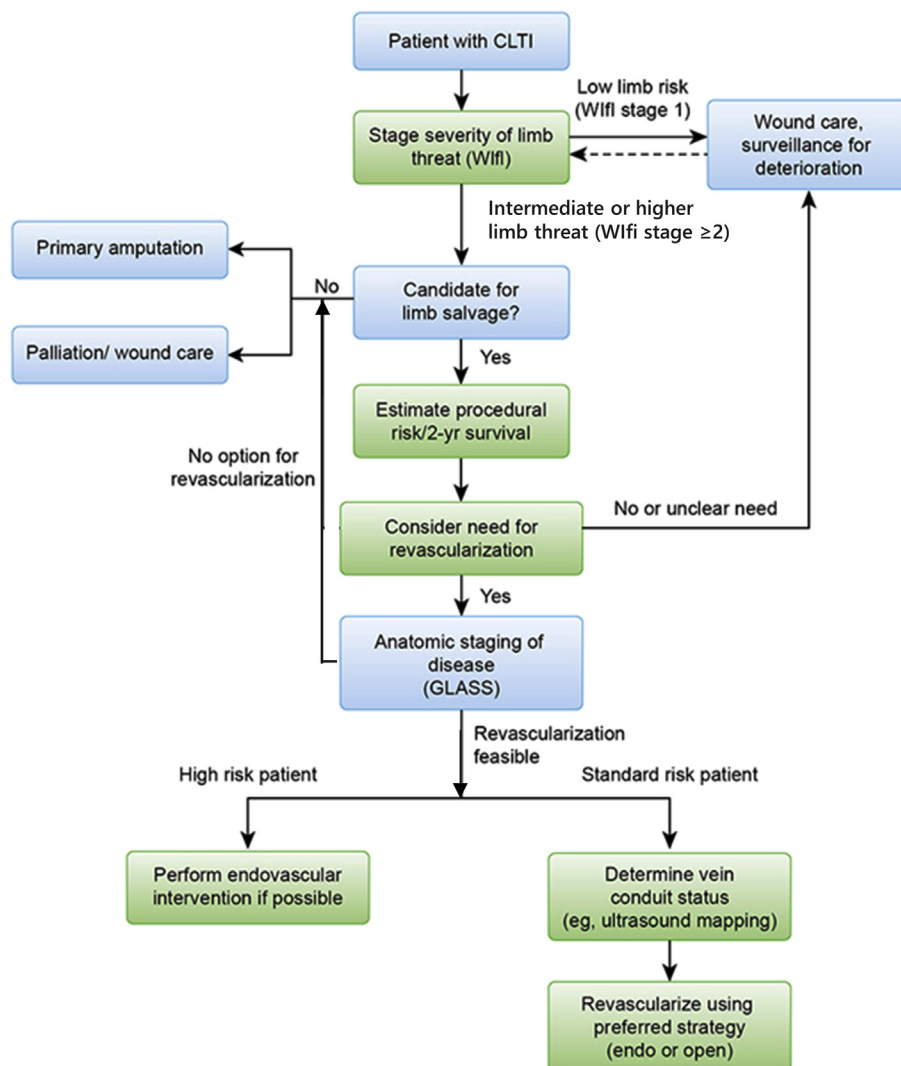 Patient with CLTI
Low limb risk
(WIfI stage 1)
Stage severity of limb
threat (WIfI)
Wound care,
surveillance for
deterioration
Intermediate or higher
limb threat (WIfi stage ≥2)
Primary amputation
No
Candidate for
limb salvage?
Palliation/ wound care
Yes
Estimate procedural
risk/2-yr survival
No option for
revascularization
Consider need for
revascularization
No or unclear need
Yes
Anatomic staging of
disease
(GLASS)
Revascularization
feasible
High risk patient
Standard risk patient
Perform endovascular
intervention if possible
Determine vein
conduit status
(eg, ultrasound mapping)
Revascularize using
preferred strategy
(endo or open)